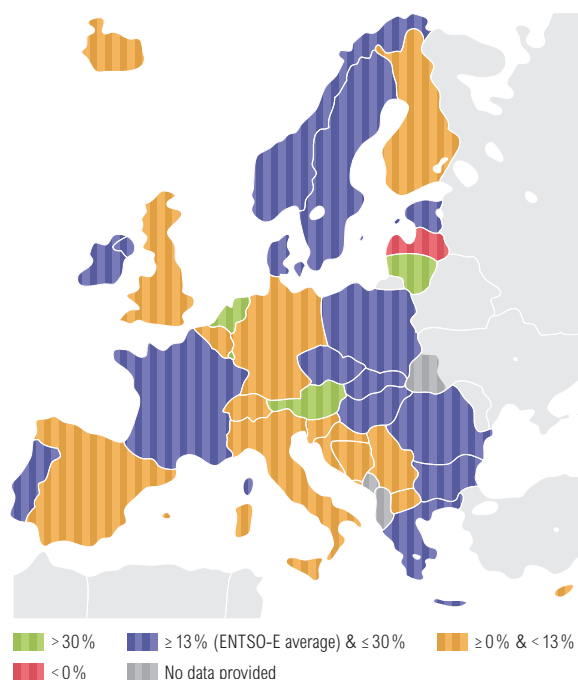 >30 % ≥ 13 % (ENTSO-E average) & ≤ 30 % ≥ 0 % & < 13 %
< 0 % No data provided